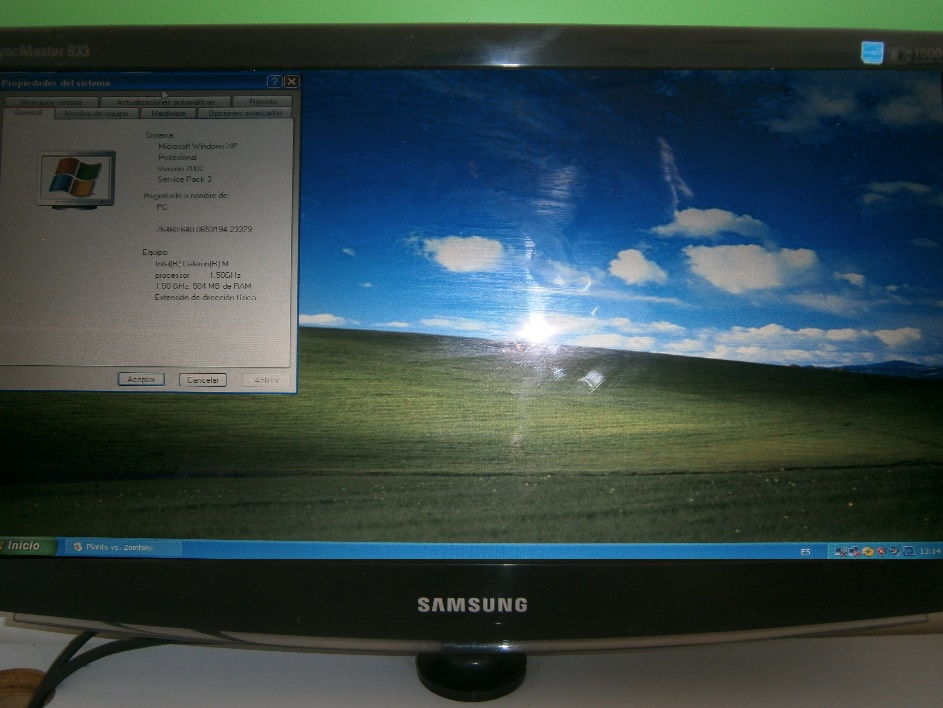 yncMaster 933
1500
Propiedades del sistema
Restaurar sistema Actualizaciones automáticas Remoto
General Nombre de equipo Hardware Opciones avanzadas
Sistema:
Microsoft Windows XP
Profesional
Versión 2002
Service Pack 3
Registrado a nombre de:
PC
76460-640-0653194-23379
Equipo:
Intel(R) Celeron(R) M
processor 1.50GHz
1.50 GHz, 504 MB de RAM
Extensión de dirección física
Aceptar Cancelar Aplicar
Inicio Plants vs. Zombies ES 13:14
SAMSUNG